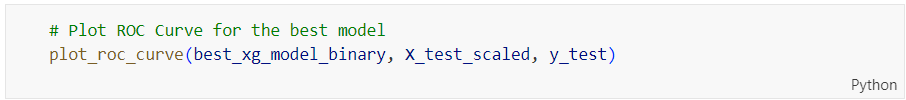 # Plot ROC Curve for the best model
plot_roc_curve(best_xg_model_binary, X_test_scaled, y_test)
Python